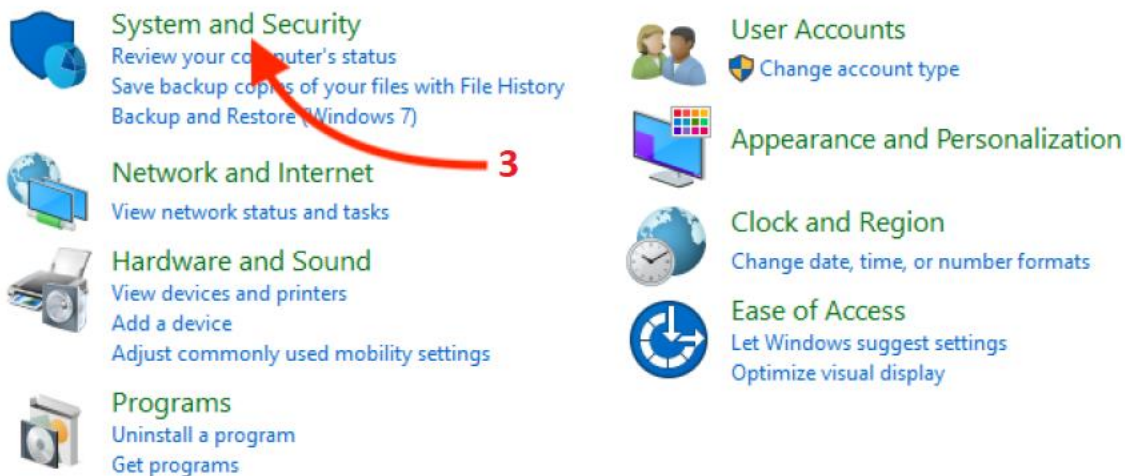 System and Security
Review your computer's status
Save backup copies of your files with File History
Backup and Restore (Windows 7)
3
Network and Internet
View network status and tasks
Hardware and Sound
View devices and printers
Add a device
Adjust commonly used mobility settings
Programs
Uninstall a program
Get programs
User Accounts
Change account type
Appearance and Personalization
Clock and Region
Change date, time, or number formats
Ease of Access
Let Windows suggest settings
Optimize visual display